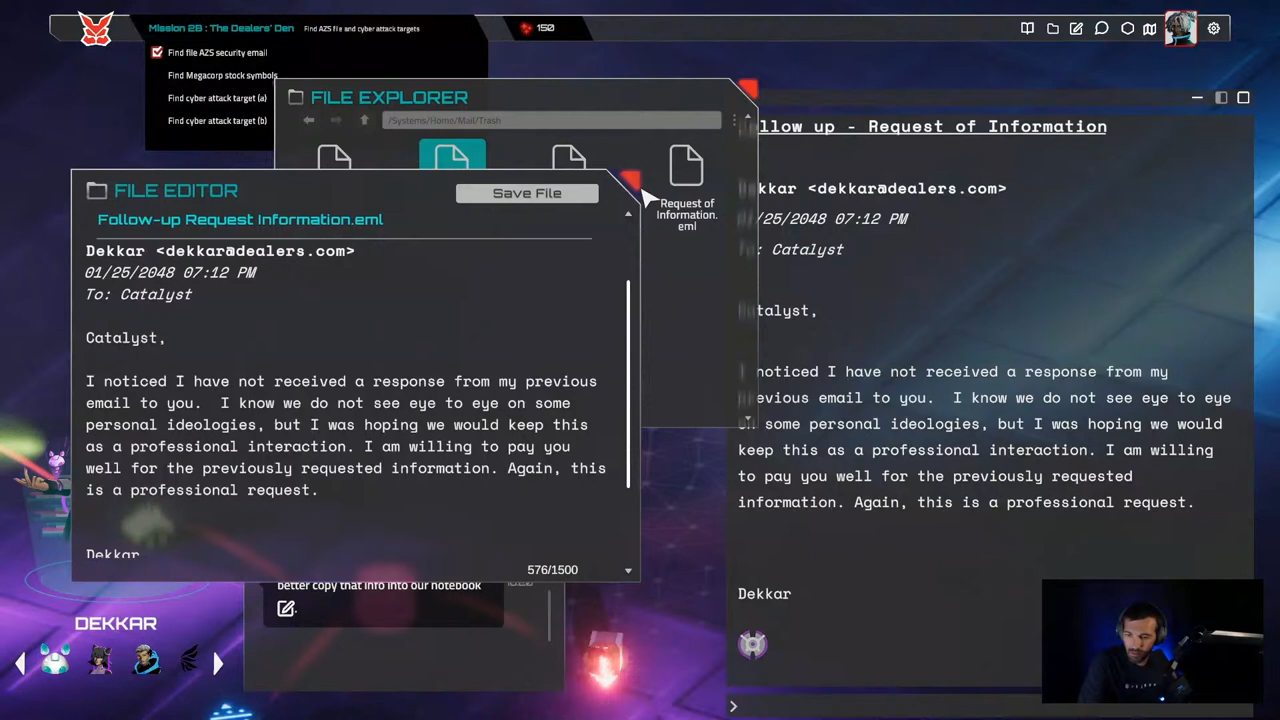 Mission 2B : The Dealers' Den
Find AZS file and cyber attack targets
150
Find file AZS security email
Find Megacorp stock symbols
Find cyber attack target (a)
Find cyber attack target (b)
FILE EXPLORER
/Systems/Home/Mail/Trash
Request of
Information.
eml
FILE EDITOR
Save File
Follow-up Request Information.eml
Dekkar <dekkar@dealers.com>
01/25/2048 07:12 PM
To: Catalyst
Catalyst,
I noticed I have not received a response from my previous
email to you. I know we do not see eye to eye on some
personal ideologies, but I was hoping we would keep this
as a professional interaction. I am willing to pay you
well for the previously requested information. Again, this
is a professional request.
Dekkar
576/1500
better copy that info into our notebook
DEKKAR
llow up - Request of Information
kkar <dekkar@dealers.com>
/25/2048 07:12 PM
: Catalyst
talyst,
noticed I have not received a response from my
evious email to you. I know we do not see eye to eye
on some personal ideologies, but I was hoping we would
keep this as a professional interaction. I am willing
to pay you well for the previously requested
information. Again, this is a professional request.
Dekkar
>